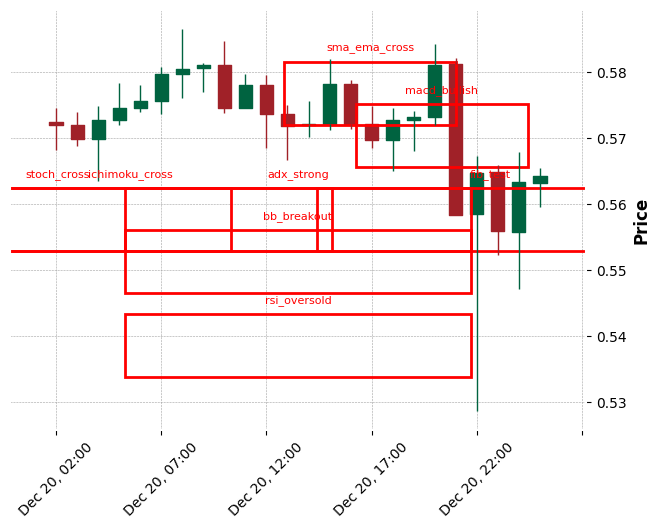 sma_ema_cross
0.58
macd_bullish
0.57
stoch_cross
ichimoku_cross
adx_strong
0.56
bb_breakout
Price
0.55
rsi_oversold
0.54
0.53
Dec 20, 02:00
Dec 20, 07:00
Dec 20, 12:00
Dec 20, 17:00
Dec 20, 22:00